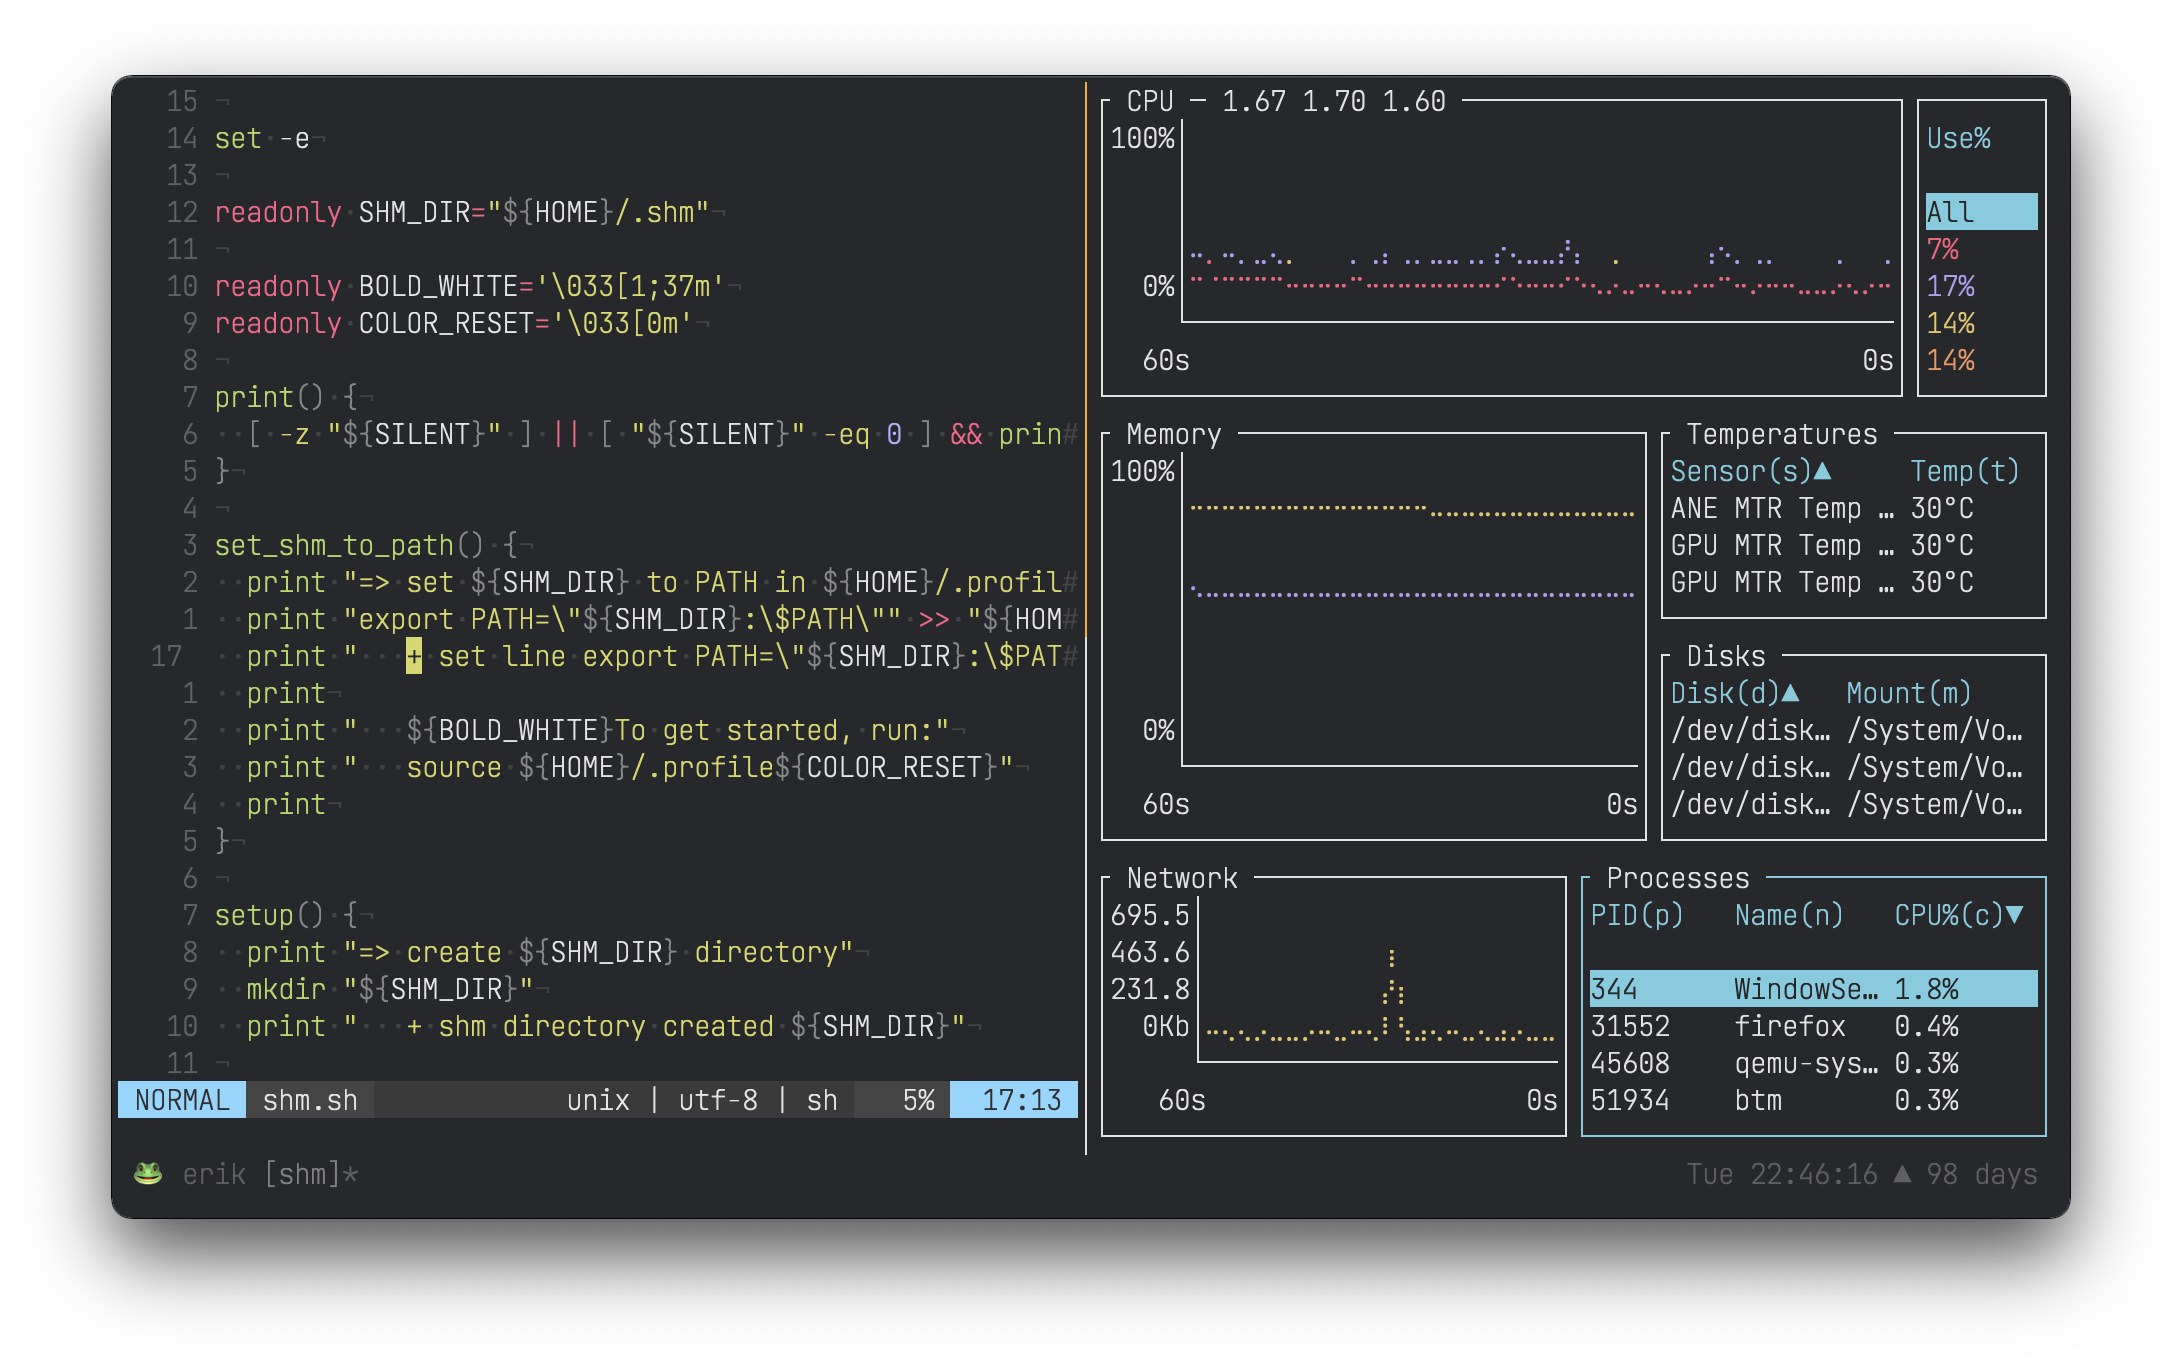 15 ¬
14 set -e¬
13 ¬
12 readonly SHM_DIR="${HOME}/.shm"¬
11 ¬
10 readonly BOLD_WHITE='\033[1;37m'¬
9 readonly COLOR_RESET='\033[0m'¬
8 ¬
7 print() {¬
6 ··[ -z "${SILENT}" ] || [ "${SILENT}" -eq 0 ] && prin#
5 }¬
4 ¬
3 set_shm_to_path() {¬
2 ··print "=> set ${SHM_DIR} to PATH in ${HOME}/.profil#
1 ··print "export PATH=\"${SHM_DIR}:\$PATH\"" >> "${HOM#
17 ··print "···+ set line export PATH=\"${SHM_DIR}:\$PAT#
1 ··print¬
2 ··print "···${BOLD_WHITE}To get started, run:"¬
3 ··print "···source ${HOME}/.profile${COLOR_RESET}"¬
4 ··print¬
5 }¬
6 ¬
7 setup() {¬
8 ··print "=> create ${SHM_DIR} directory"¬
9 ··mkdir "${SHM_DIR}"¬
10 ··print "···+ shm directory created ${SHM_DIR}"¬
11 ¬
NORMAL shm.sh unix | utf-8 | sh 5% 17:13
CPU — 1.67 1.70 1.60
100%
0%
60s 0s
Use%
All
7%
17%
14%
14%
Memory
100%
0%
60s 0s
Temperatures
Sensor(s)▲ Temp(t)
ANE MTR Temp … 30°C
GPU MTR Temp … 30°C
GPU MTR Temp … 30°C
Disks
Disk(d)▲ Mount(m)
/dev/disk… /System/Vo…
/dev/disk… /System/Vo…
/dev/disk… /System/Vo…
Network
695.5
463.6
231.8
0Kb
60s 0s
Processes
PID(p) Name(n) CPU%(c)▼
344 WindowSe… 1.8%
31552 firefox 0.4%
45608 qemu-sys… 0.3%
51934 btm 0.3%
🐸 erik [shm]* Tue 22:46:16 ▲ 98 days